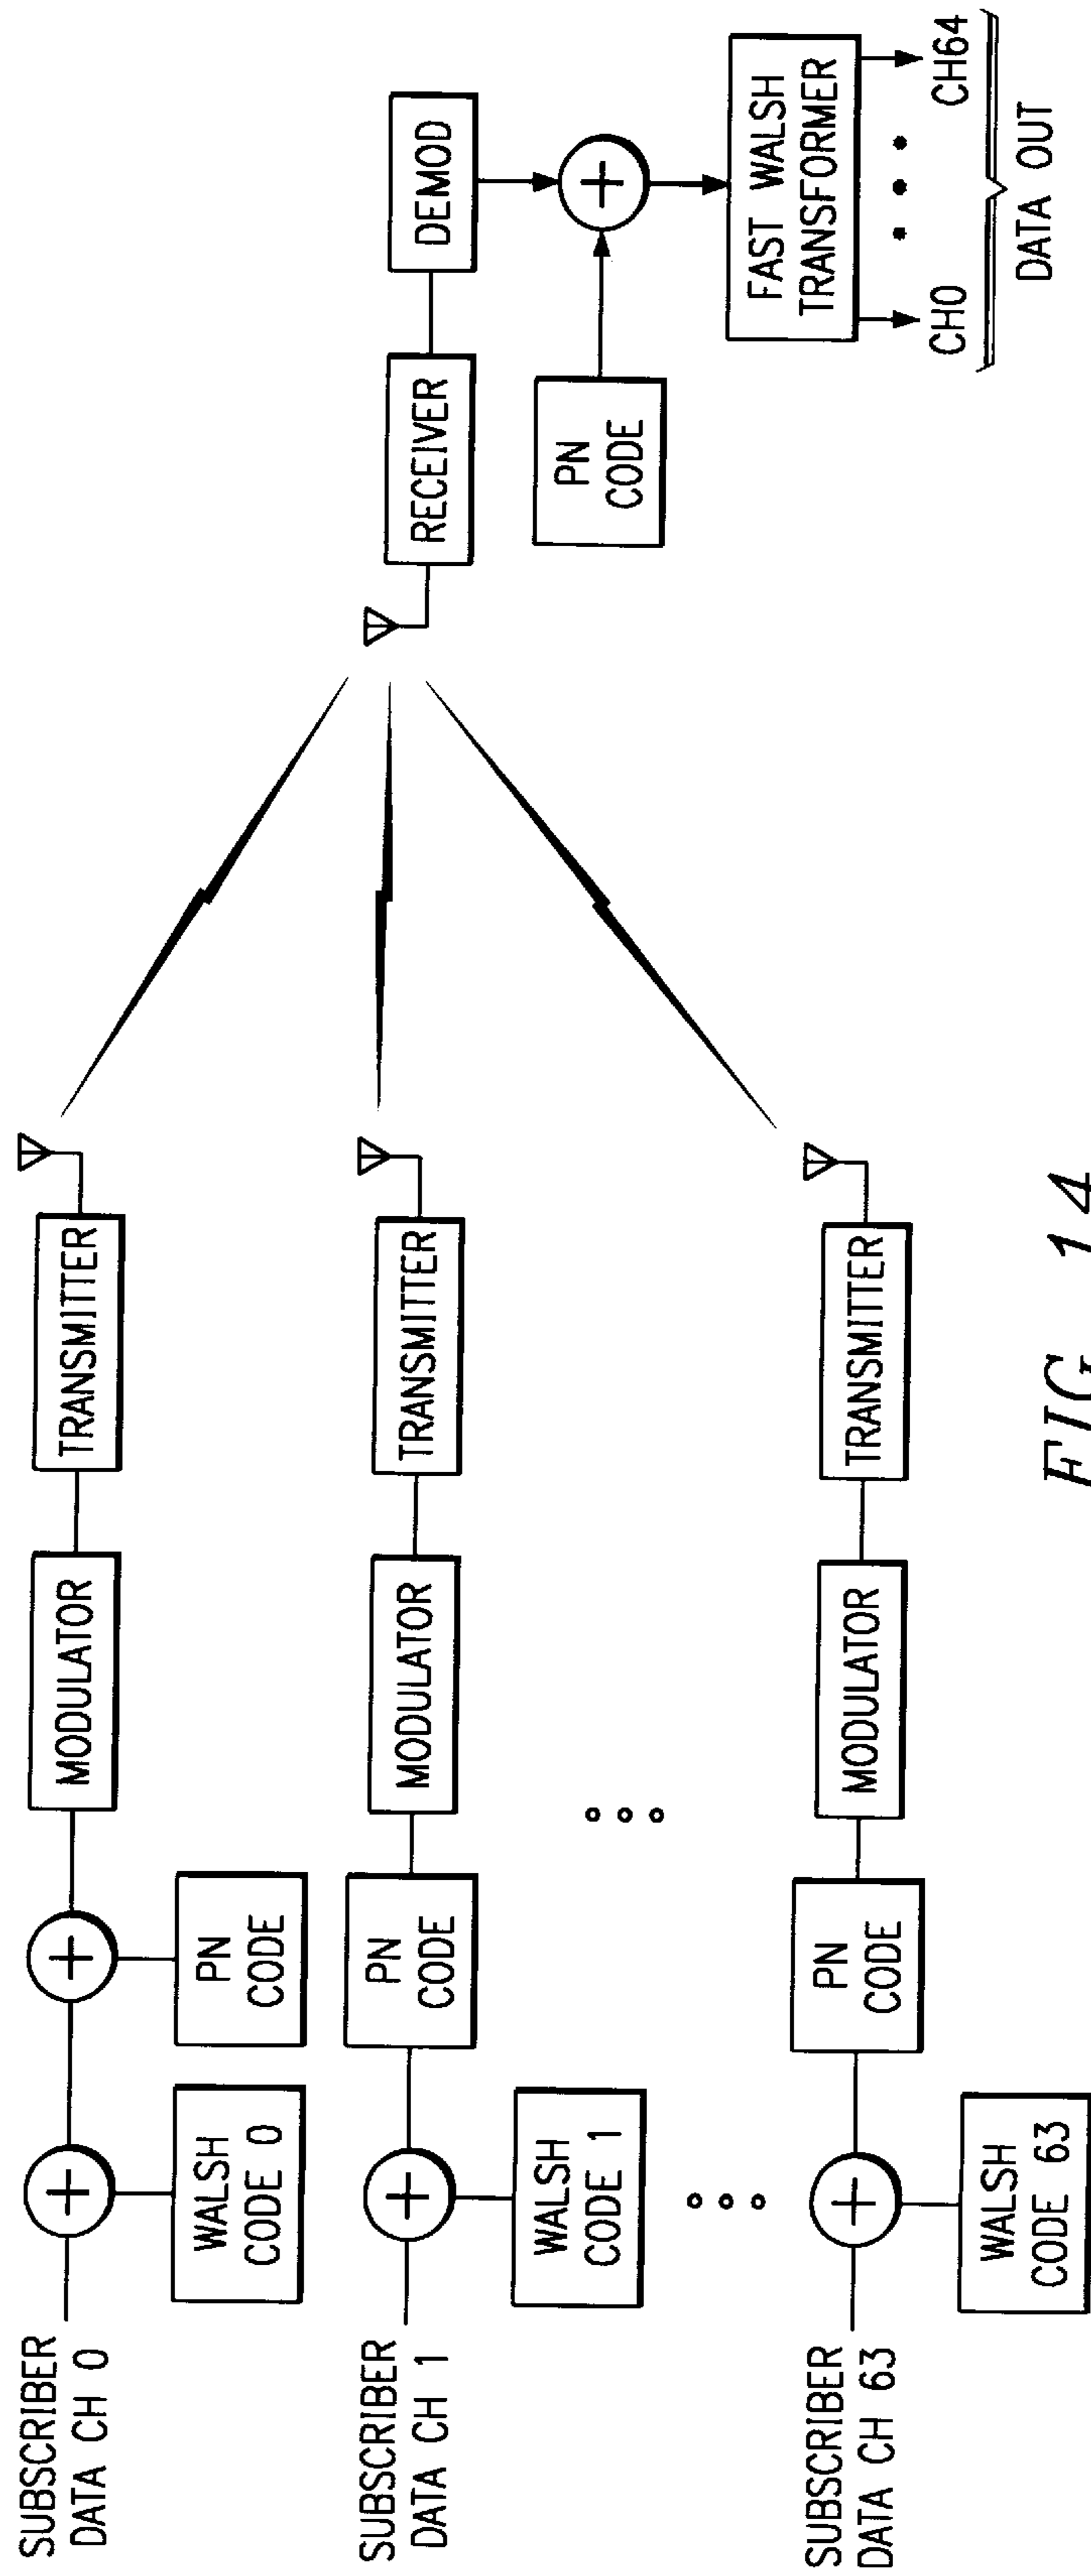 SUBSCRIBER
DATA CH 0
WALSH
CODE 0
PN
CODE
MODULATOR
TRANSMITTER
SUBSCRIBER
DATA CH 1
WALSH
CODE 1
PN
CODE
MODULATOR
TRANSMITTER
SUBSCRIBER
DATA CH 63
WALSH
CODE 63
PN
CODE
MODULATOR
TRANSMITTER
RECEIVER
DEMOD
PN
CODE
FAST WALSH
TRANSFORMER
CH0
CH64
DATA OUT
FIG. 14